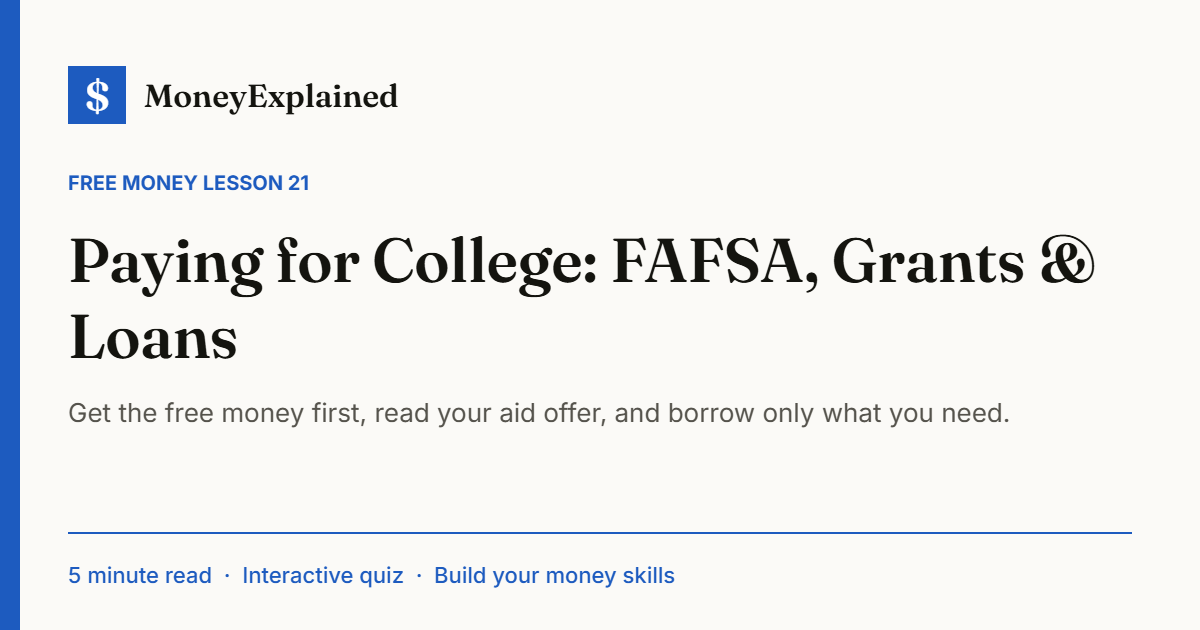 $
MoneyExplained
FREE MONEY LESSON 21
Paying for College: FAFSA, Grants &
Loans
Get the free money first, read your aid offer, and borrow only what you need.
5 minute read · Interactive quiz · Build your money skills